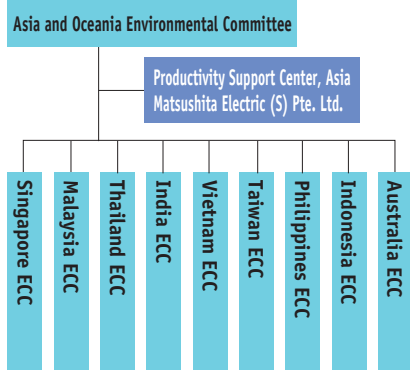 Asia and Oceania Environmental Committee
Productivity Support Center, Asia
Matsushita Electric (S) Pte. Ltd.
Singapore ECC
Malaysia ECC
Thailand ECC
India ECC
Vietnam ECC
Taiwan ECC
Philippines ECC
Indonesia ECC
Australia ECC